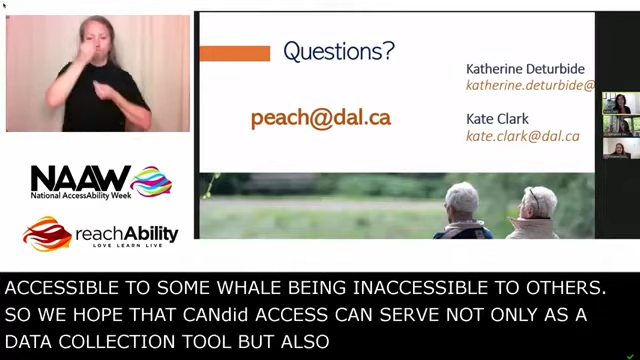 Questions?
Katherine Deturbide
katherine.deturbide@
peach@dal.ca
Kate Clark
kate.clark@dal.ca
NAAW
National AccessAbility Week
reachAbility
LOVE LEARN LIVE
ACCESSIBLE TO SOME WHALE BEING INACCESSIBLE TO OTHERS.
SO WE HOPE THAT CANdid ACCESS CAN SERVE NOT ONLY AS A
DATA COLLECTION TOOL BUT ALSO